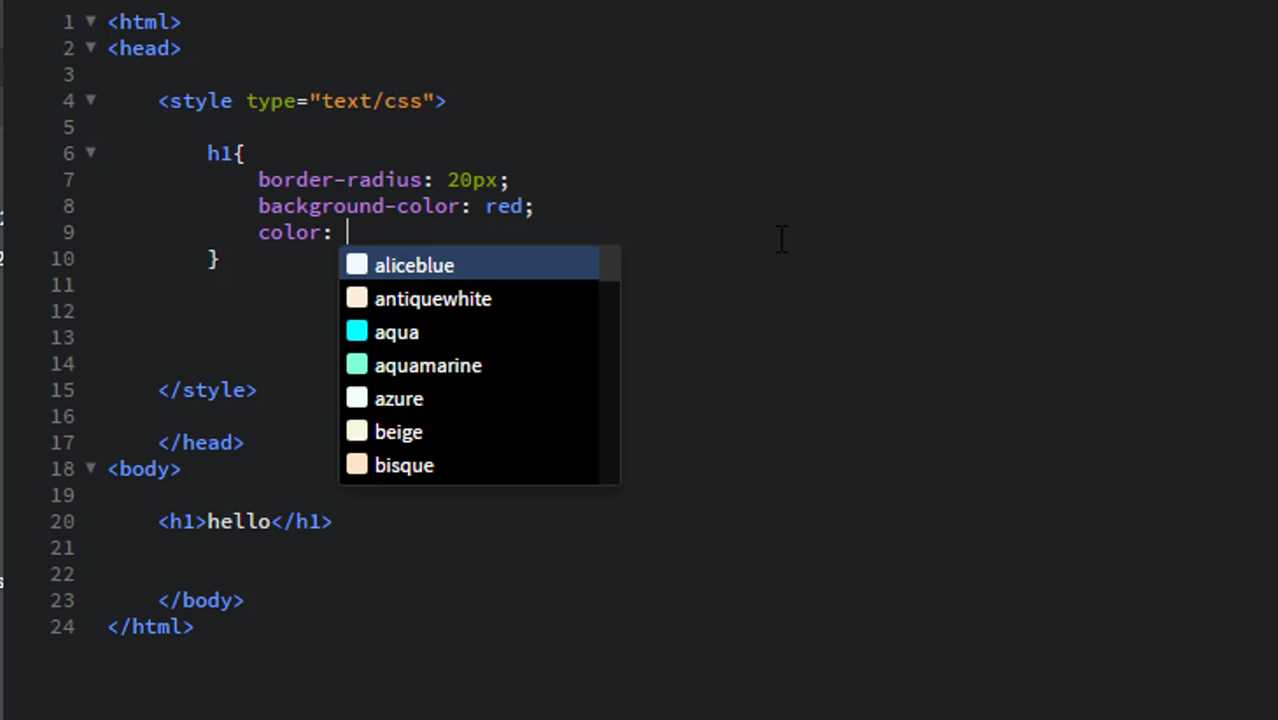 1 <html>
2 <head>
3
4 <style type="text/css">
5
6 h1{
7 border-radius: 20px;
8 background-color: red;
9 color:
10 }
aliceblue
antiquewhite
aqua
aquamarine
azure
beige
bisque
11
12
13
14
15 </style>
16
17 </head>
18 <body>
19
20 <h1>hello</h1>
21
22
23 </body>
24 </html>